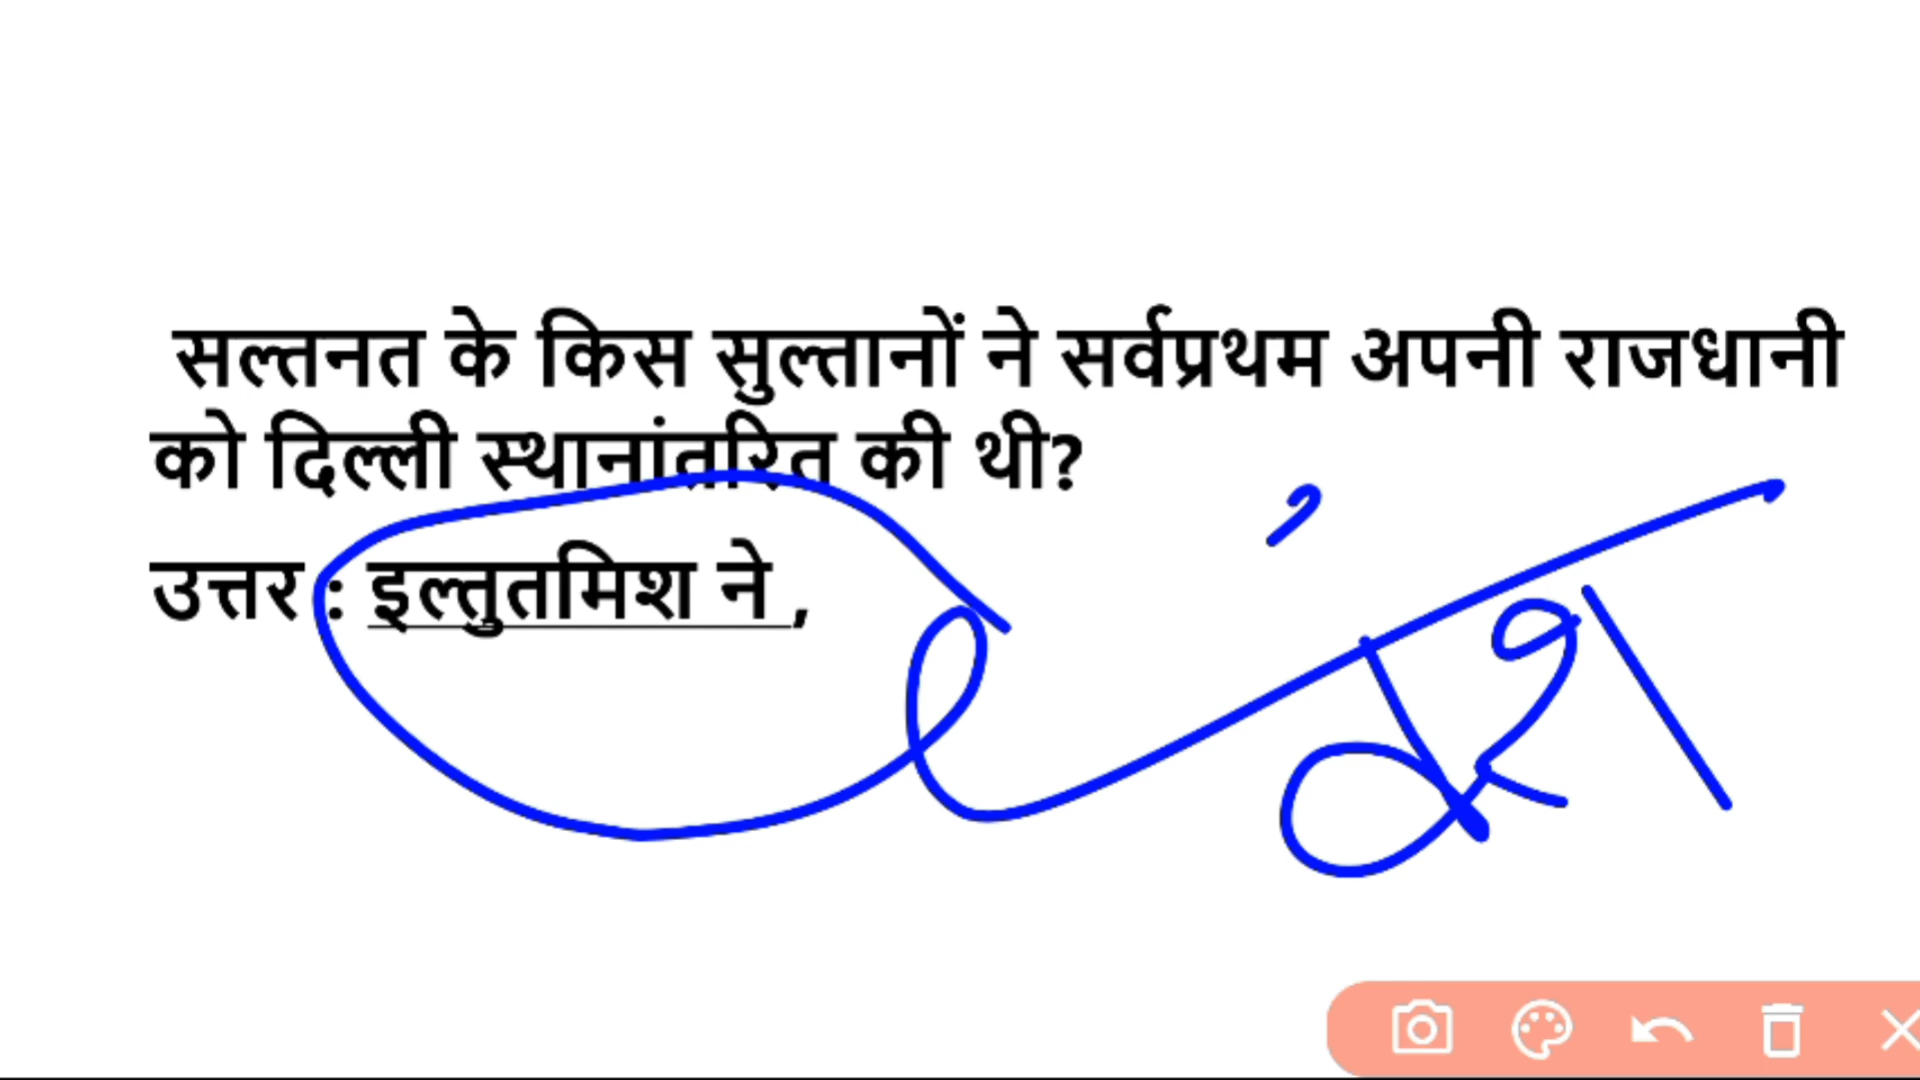 सल्तनत के किस सुल्तानों ने सर्वप्रथम अपनी राजधानी
को दिल्ली स्थानांतरित की थी?
उत्तर : इल्तुतमिश ने ,